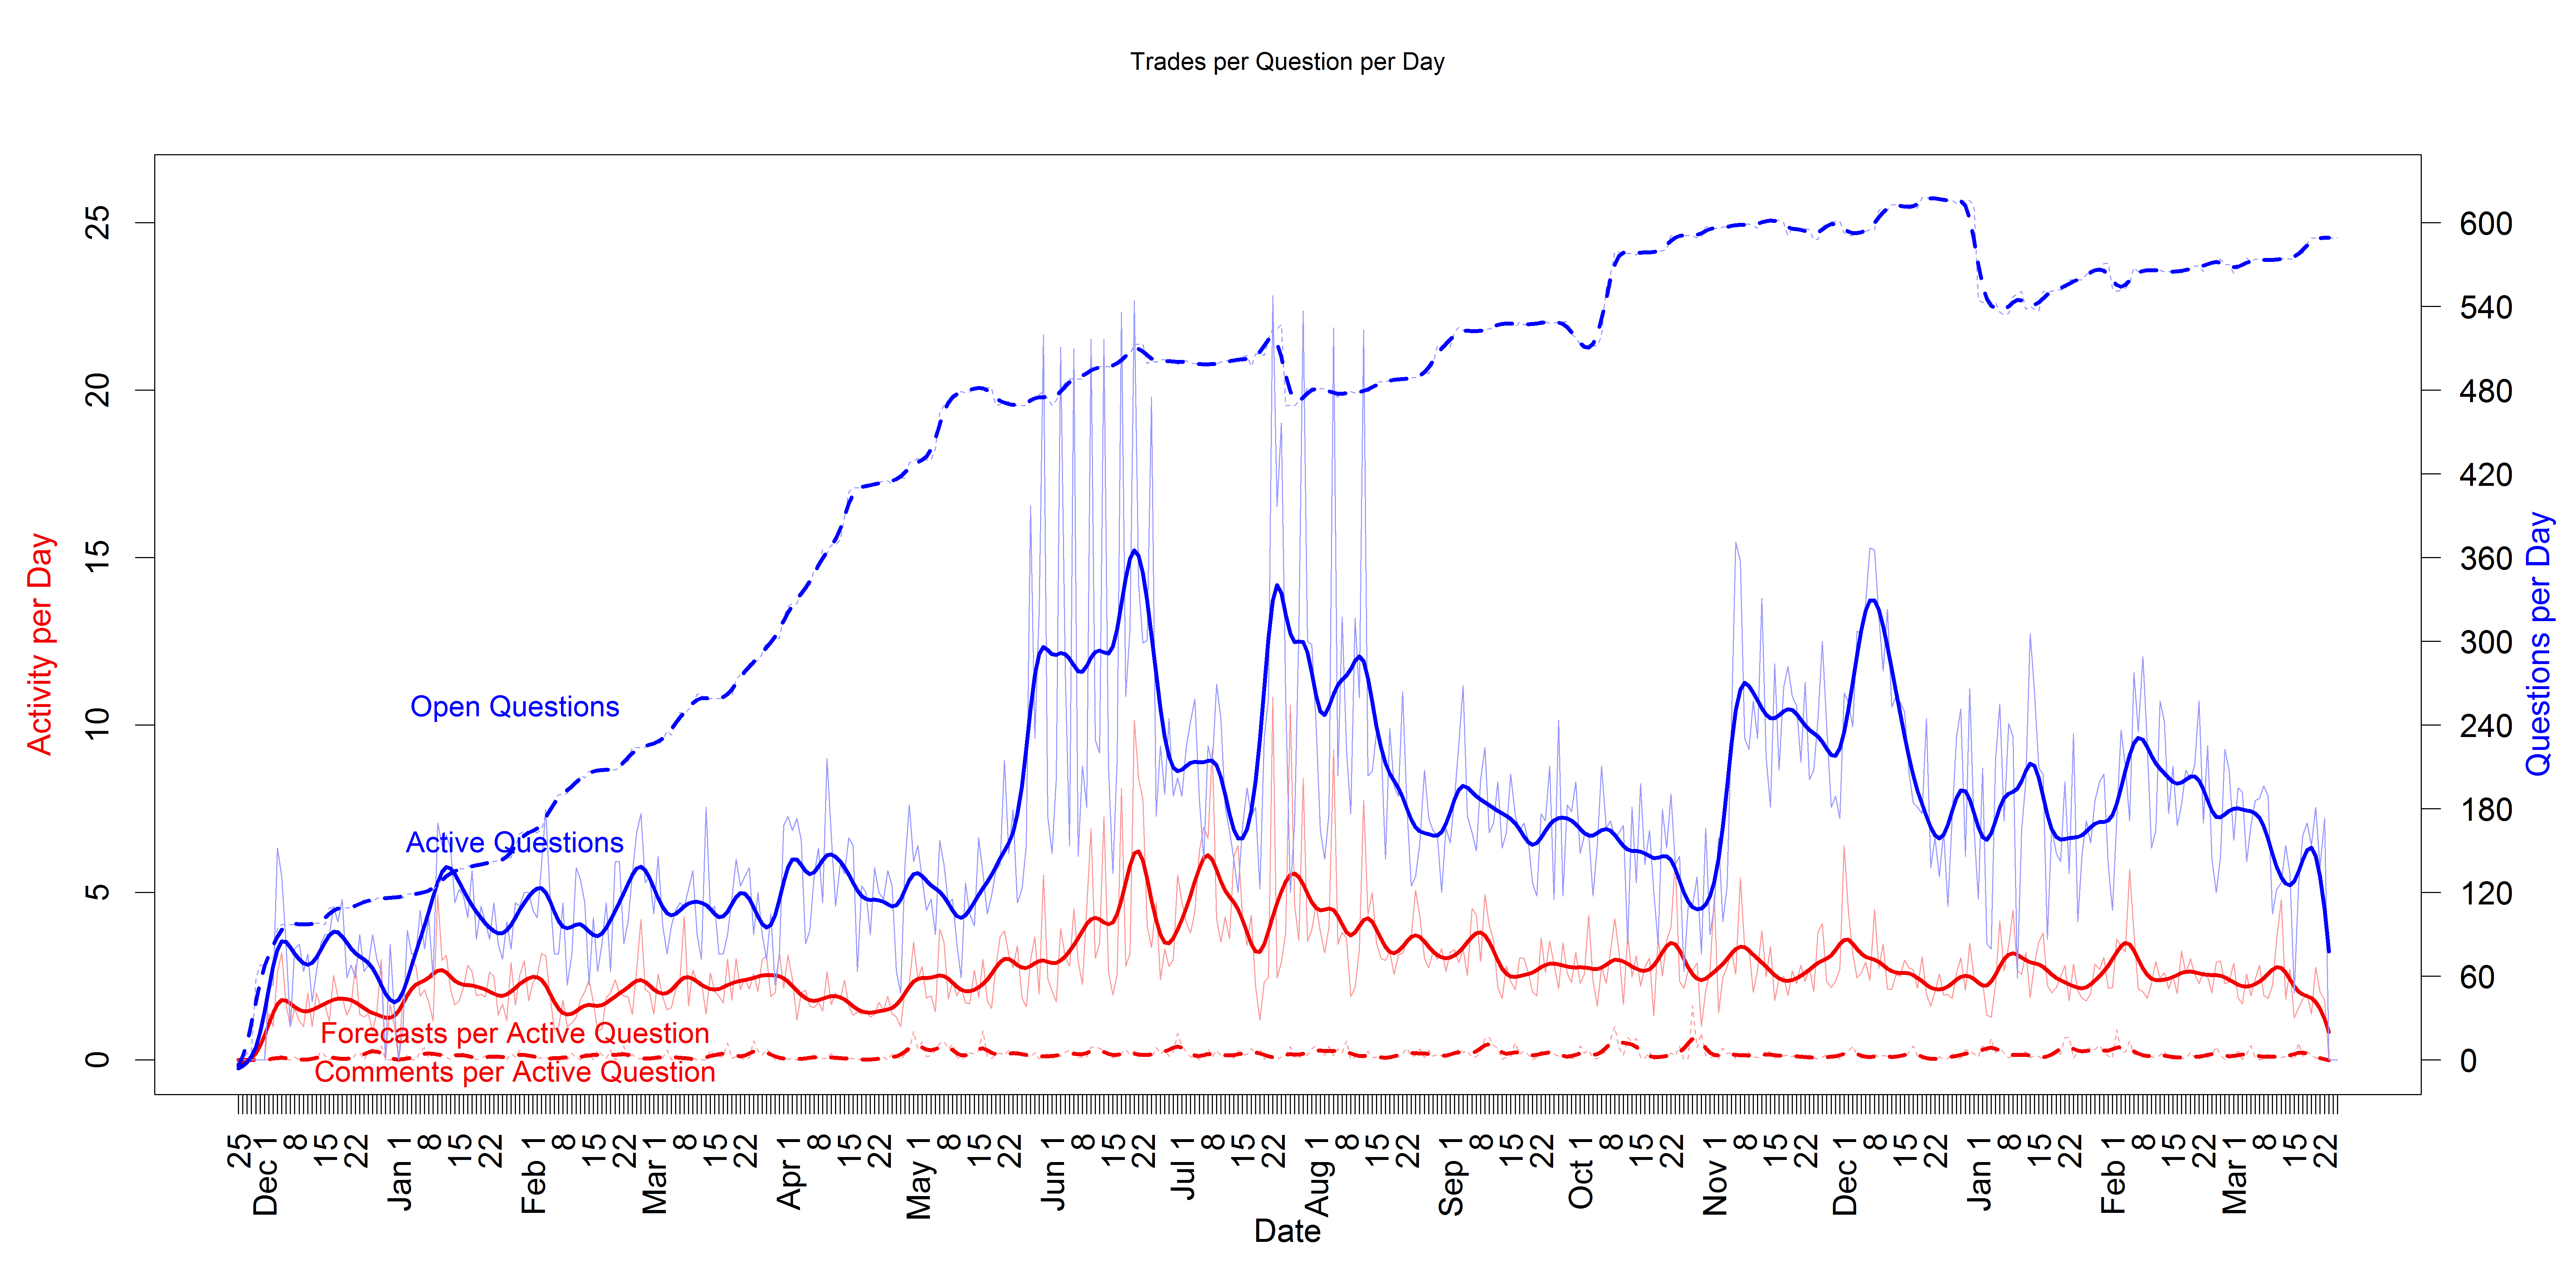 Trades per Question per Day
Activity per Day
0
5
10
15
20
25
Open Questions
Active Questions
Forecasts per Active Question
Comments per Active Question
0
60
120
180
240
300
360
420
480
540
600
Questions per Day
25
Dec 1
8
15
22
Jan 1
8
15
22
Feb 1
8
15
22
Mar 1
8
15
22
Apr 1
8
15
22
May 1
8
15
22
Jun 1
8
15
22
Jul 1
8
15
22
Aug 1
8
15
22
Sep 1
8
15
22
Oct 1
8
15
22
Nov 1
8
15
22
Dec 1
8
15
22
Jan 1
8
15
22
Feb 1
8
15
22
Mar 1
8
15
22
Date